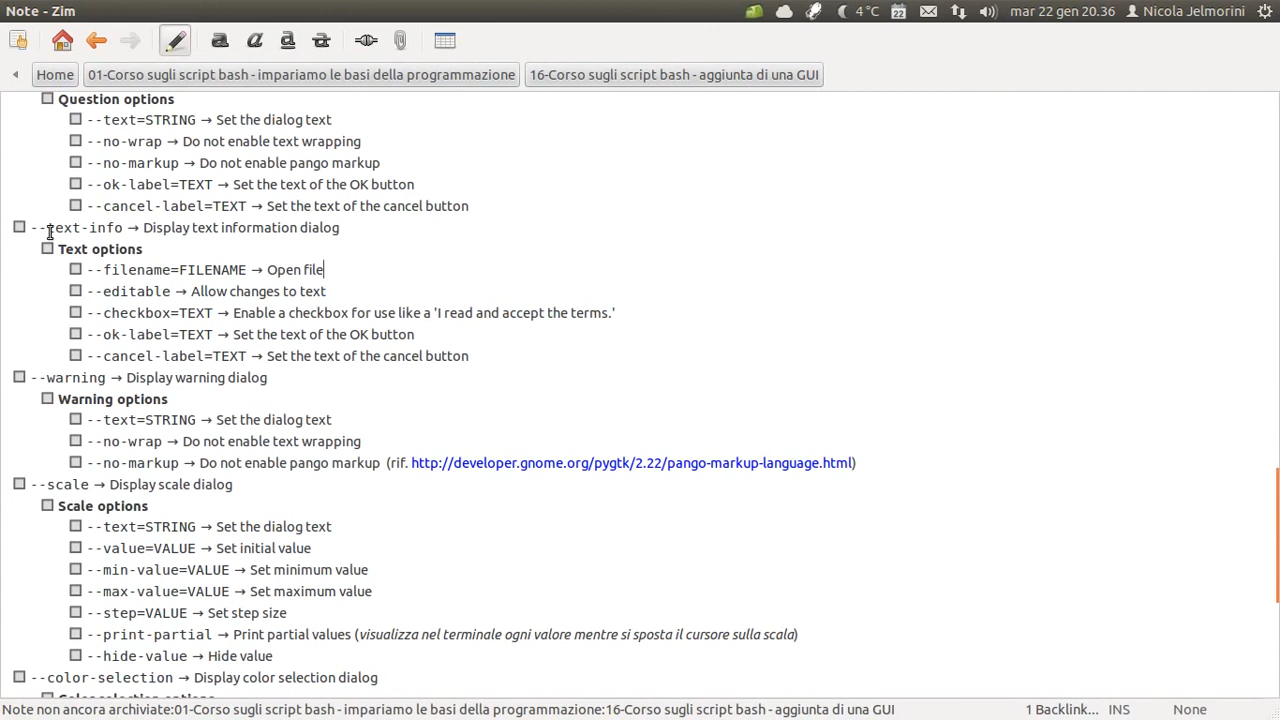 Note - Zim
4 °C
22
mar 22 gen 20.36
Nicola Jelmorini
a a a a
Home
01-Corso sugli script bash - impariamo le basi della programmazione
16-Corso sugli script bash - aggiunta di una GUI
Question options
--text=STRING → Set the dialog text
--no-wrap → Do not enable text wrapping
--no-markup → Do not enable pango markup
--ok-label=TEXT → Set the text of the OK button
--cancel-label=TEXT → Set the text of the cancel button
--text-info → Display text information dialog
Text options
--filename=FILENAME → Open file
--editable → Allow changes to text
--checkbox=TEXT → Enable a checkbox for use like a 'I read and accept the terms.'
--ok-label=TEXT → Set the text of the OK button
--cancel-label=TEXT → Set the text of the cancel button
--warning → Display warning dialog
Warning options
--text=STRING → Set the dialog text
--no-wrap → Do not enable text wrapping
--no-markup → Do not enable pango markup (rif. http://developer.gnome.org/pygtk/2.22/pango-markup-language.html)
--scale → Display scale dialog
Scale options
--text=STRING → Set the dialog text
--value=VALUE → Set initial value
--min-value=VALUE → Set minimum value
--max-value=VALUE → Set maximum value
--step=VALUE → Set step size
--print-partial → Print partial values (visualizza nel terminale ogni valore mentre si sposta il cursore sulla scala)
--hide-value → Hide value
--color-selection → Display color selection dialog
Color selection options
Note non ancora archiviate:01-Corso sugli script bash - impariamo le basi della programmazione:16-Corso sugli script bash - aggiunta di una GUI
1 Backlink...
INS
None